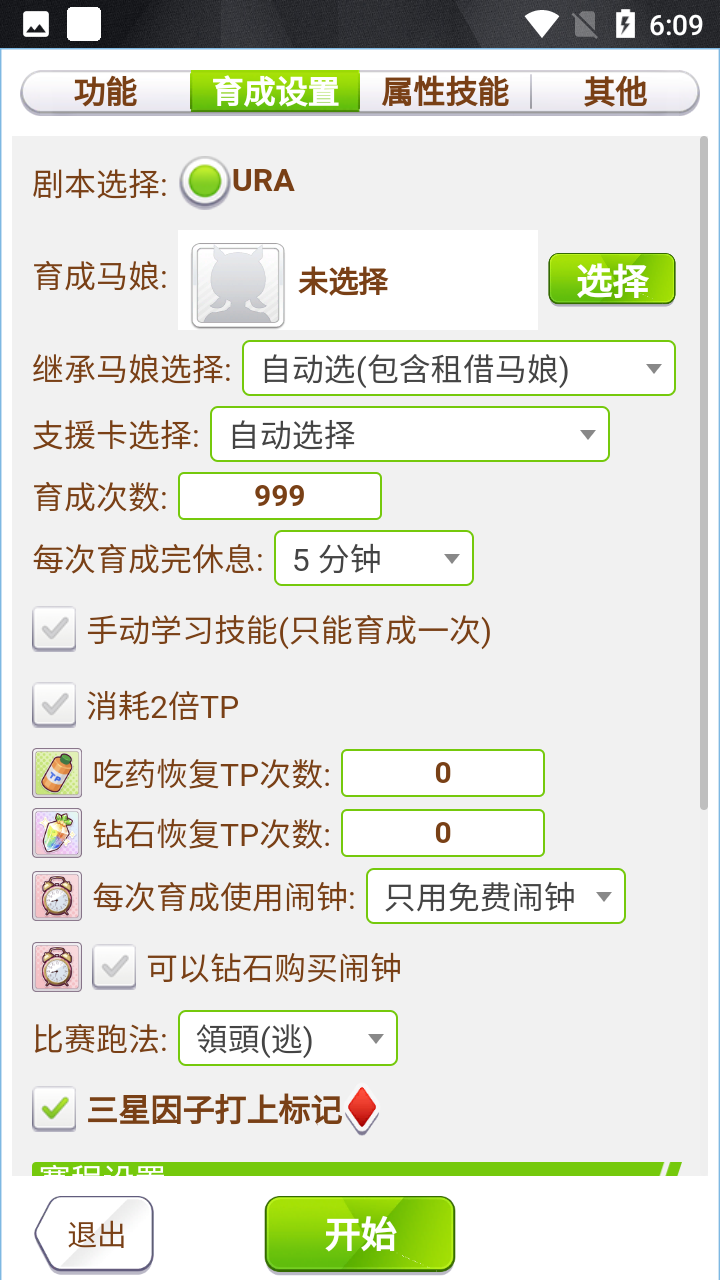 6:09
功能 育成设置 属性技能 其他
剧本选择: URA
育成马娘: 未选择 选择
继承马娘选择: 自动选(包含租借马娘)
支援卡选择: 自动选择
育成次数: 999
每次育成完休息: 5 分钟
手动学习技能(只能育成一次)
消耗2倍TP
TP 吃药恢复TP次数: 0
钻石恢复TP次数: 0
每次育成使用闹钟: 只用免费闹钟
可以钻石购买闹钟
比赛跑法: 領頭(逃)
三星因子打上标记
赛程设置
退出 开始